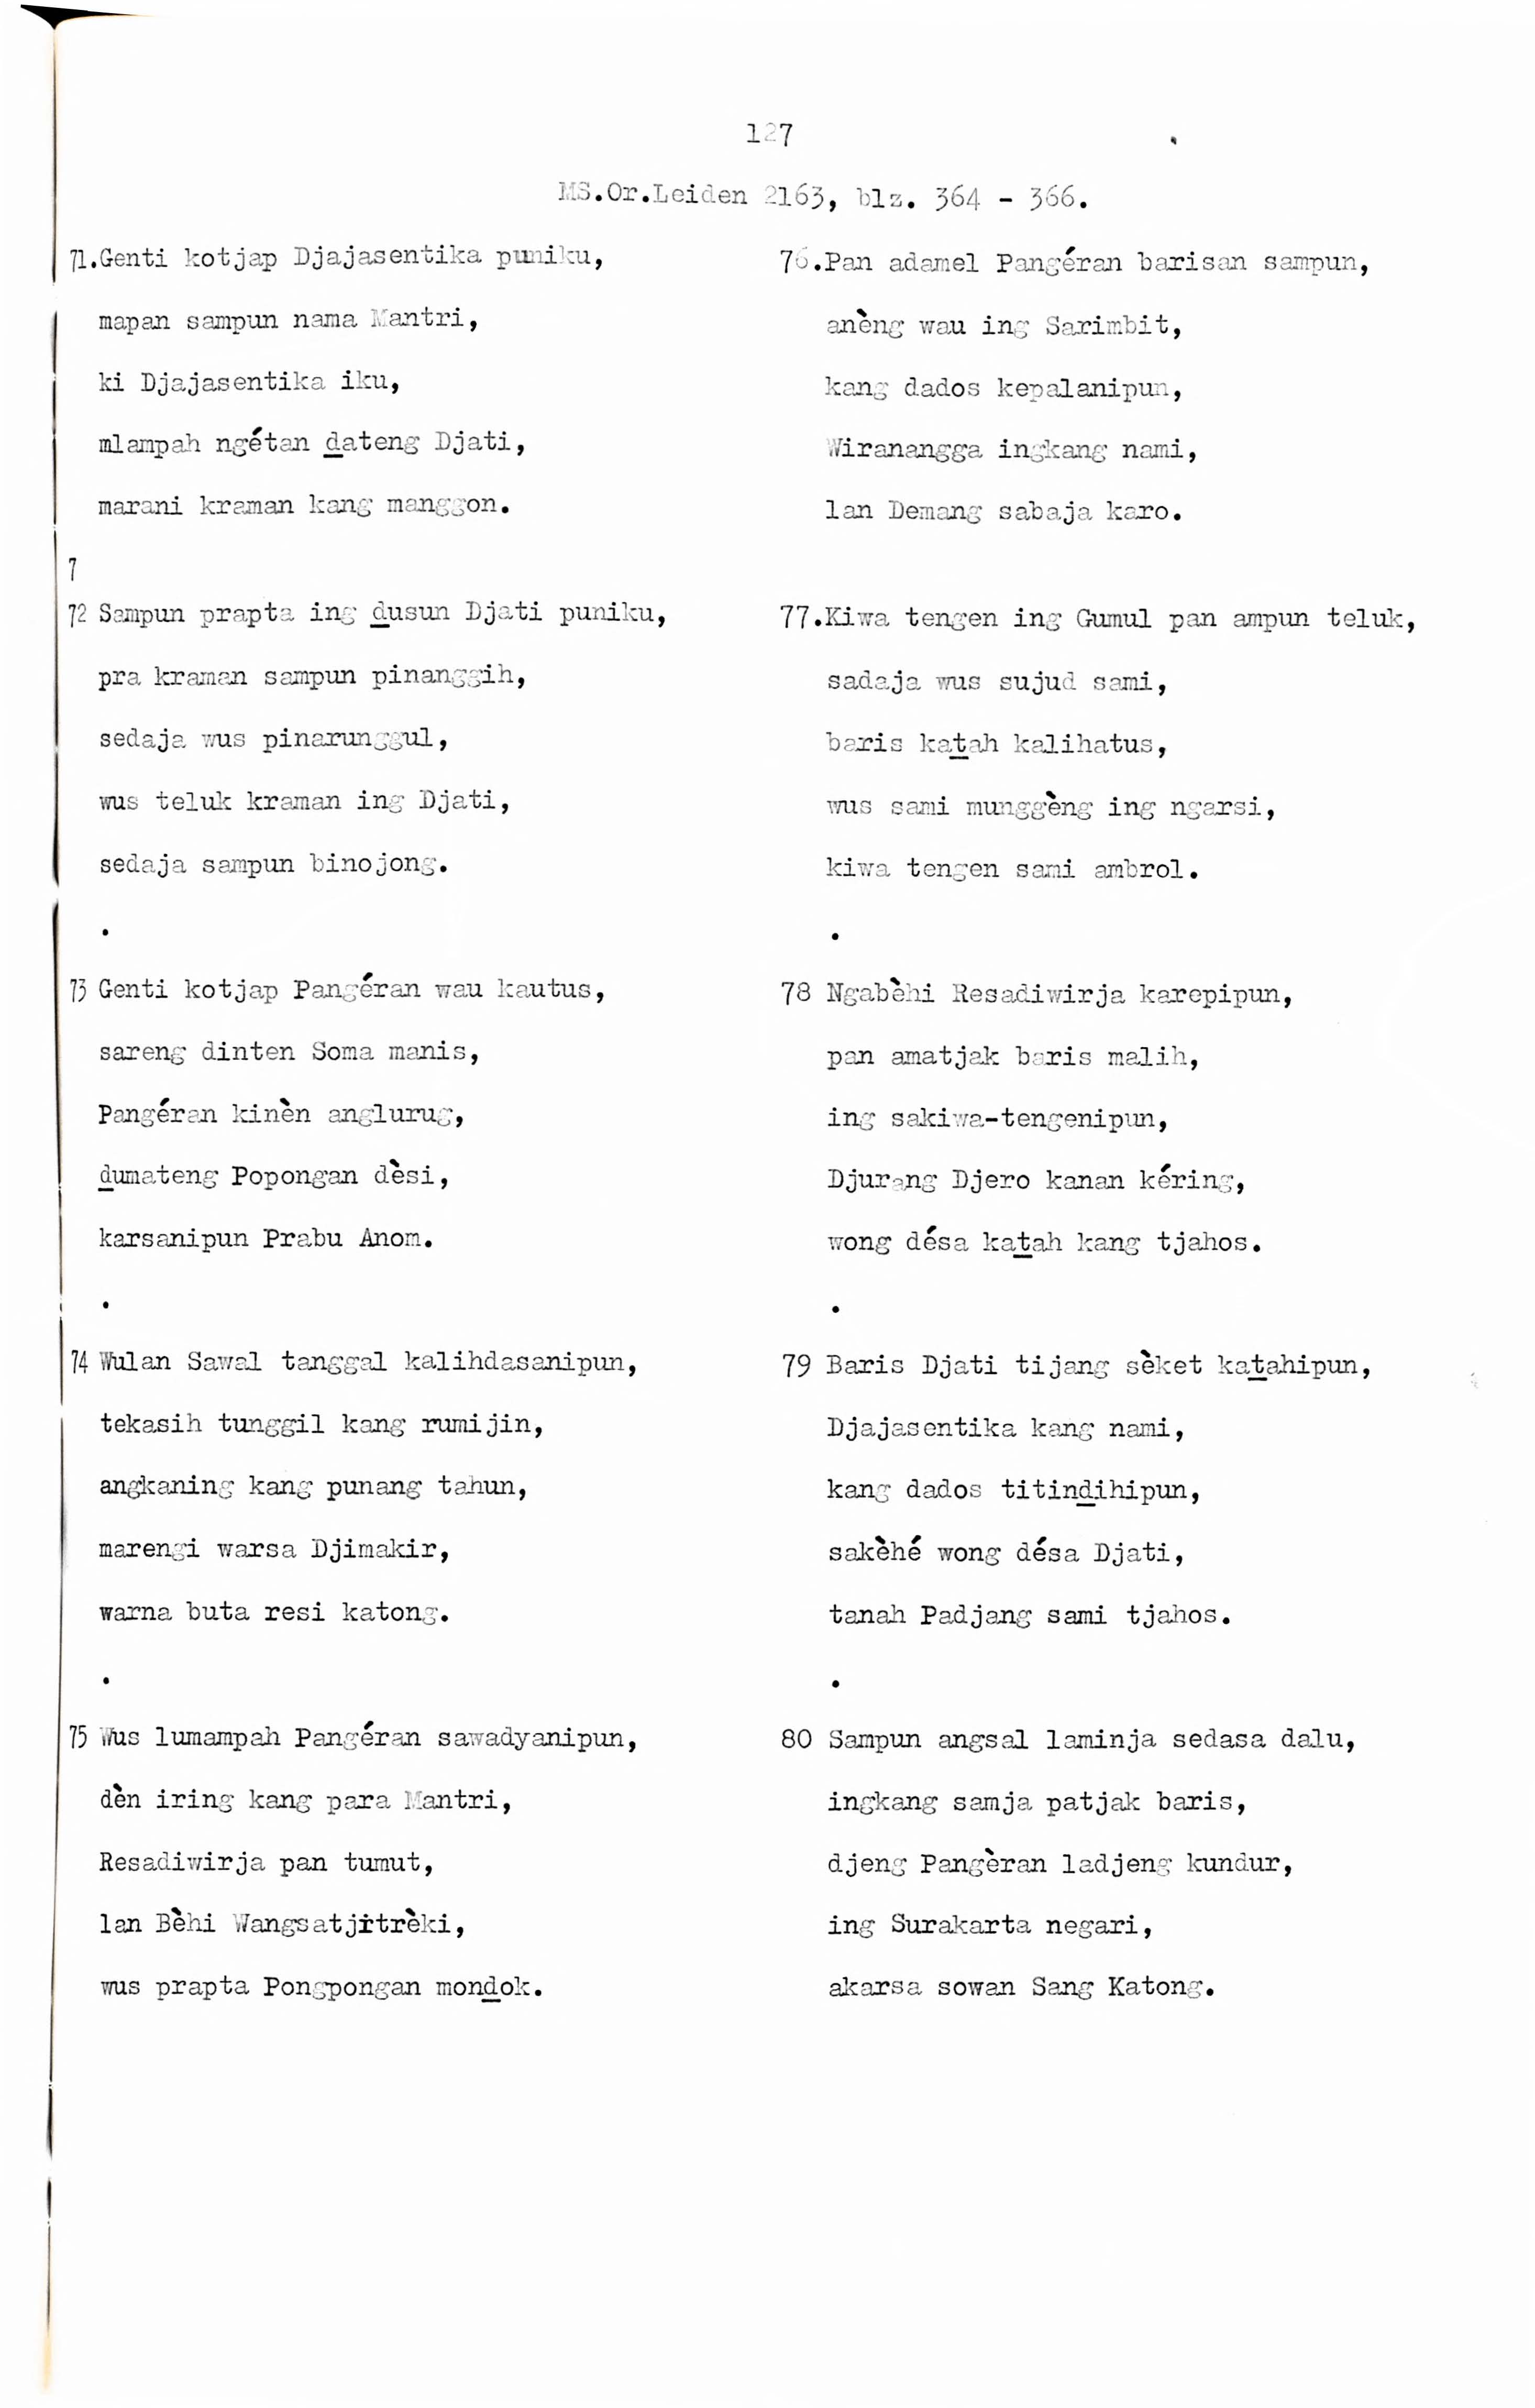 127
MS.Or.Leiden 2163, blz. 364 - 366.
71.Genti kotjap Djajasentika puniku,
mapan sampun nama Mantri,
ki Djajasentika iku,
mlampah ngétan ḏateng Djati,
marani kraman kang manggon.
7
72 Sampun prapta ing ḏusun Djati puniku,
pra kraman sampun pinanggih,
sedaja wus pinarunggul,
wus teluk kraman ing Djati,
sedaja sampun binojong.
.
73 Genti kotjap Pangéran wau kautus,
sareng dinten Soma manis,
Pangéran kinèn anglurug,
ḏumateng Popongan dèsi,
karsanipun Prabu Anom.
.
74 Wulan Sawal tanggal kalihdasanipun,
tekasih tunggil kang rumijin,
angkaning kang punang tahun,
marengi warsa Djimakir,
warna buta resi katong.
.
75 Wus lumampah Pangéran sawadyanipun,
dèn iring kang para Mantri,
Resadiwirja pan tumut,
lan Bèhi Wangsatjitrèki,
wus prapta Pongpongan monḏok.
76.Pan adamel Pangéran barisan sampun,
anèng wau ing Sarimbit,
kang dados kepalanipun,
Wiranangga ingkang nami,
lan Demang sabaja karo.
77.Kiwa tengen ing Gumul pan ampun teluk,
sadaja wus sujud sami,
baris kaṯah kalihatus,
wus sami munggèng ing ngarsi,
kiwa tengen sami ambrol.
.
78 Ngabèhi Resadiwirja karepipun,
pan amatjak baris malih,
ing sakiwa-tengenipun,
Djurang Djero kanan kéring,
wong désa kaṯah kang tjahos.
.
79 Baris Djati tijang sèket kaṯahipun,
Djajasentika kang nami,
kang dados titinḏihipun,
sakèhé wong désa Djati,
tanah Padjang sami tjahos.
.
80 Sampun angsal laminja sedasa dalu,
ingkang samja patjak baris,
djeng Pangèran ladjeng kundur,
ing Surakarta negari,
akarsa sowan Sang Katong.